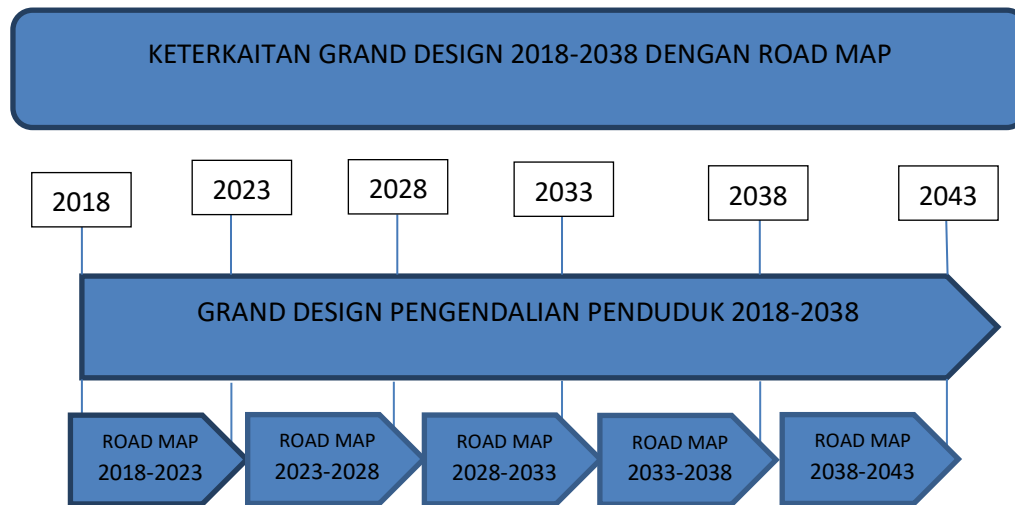 KETERKAITAN GRAND DESIGN 2018-2038 DENGAN ROAD MAP
2018
2023
2028
2033
2038
2043
GRAND DESIGN PENGENDALIAN PENDUDUK 2018-2038
ROAD MAP
2018-2023
ROAD MAP
2023-2028
ROAD MAP
2028-2033
ROAD MAP
2033-2038
ROAD MAP
2038-2043